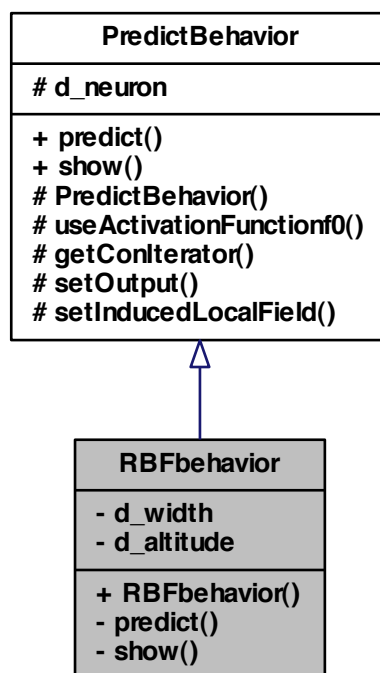 PredictBehavior
# d_neuron
+ predict()
+ show()
# PredictBehavior()
# useActivationFunctionf0()
# getConIterator()
# setOutput()
# setInducedLocalField()
RBFbehavior
- d_width
- d_altitude
+ RBFbehavior()
- predict()
- show()